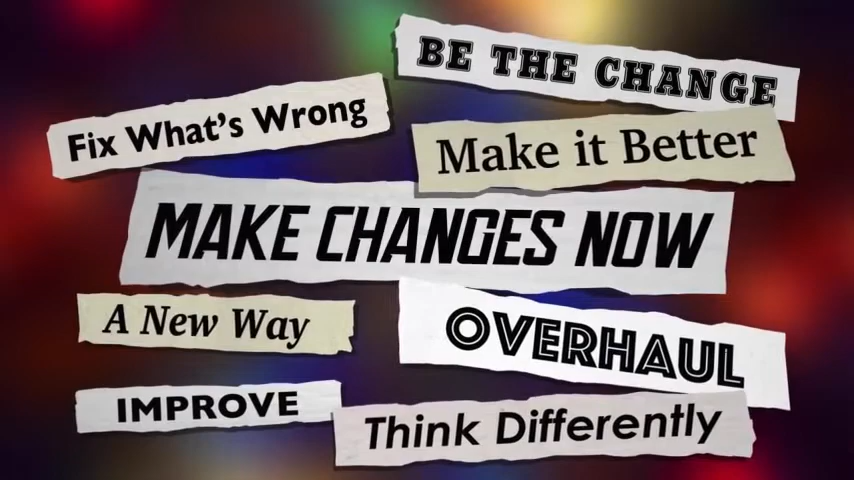 BE THE CHANGE
Fix What's Wrong
Make it Better
MAKE CHANGES NOW
A New Way
OVERHAUL
IMPROVE
Think Differently